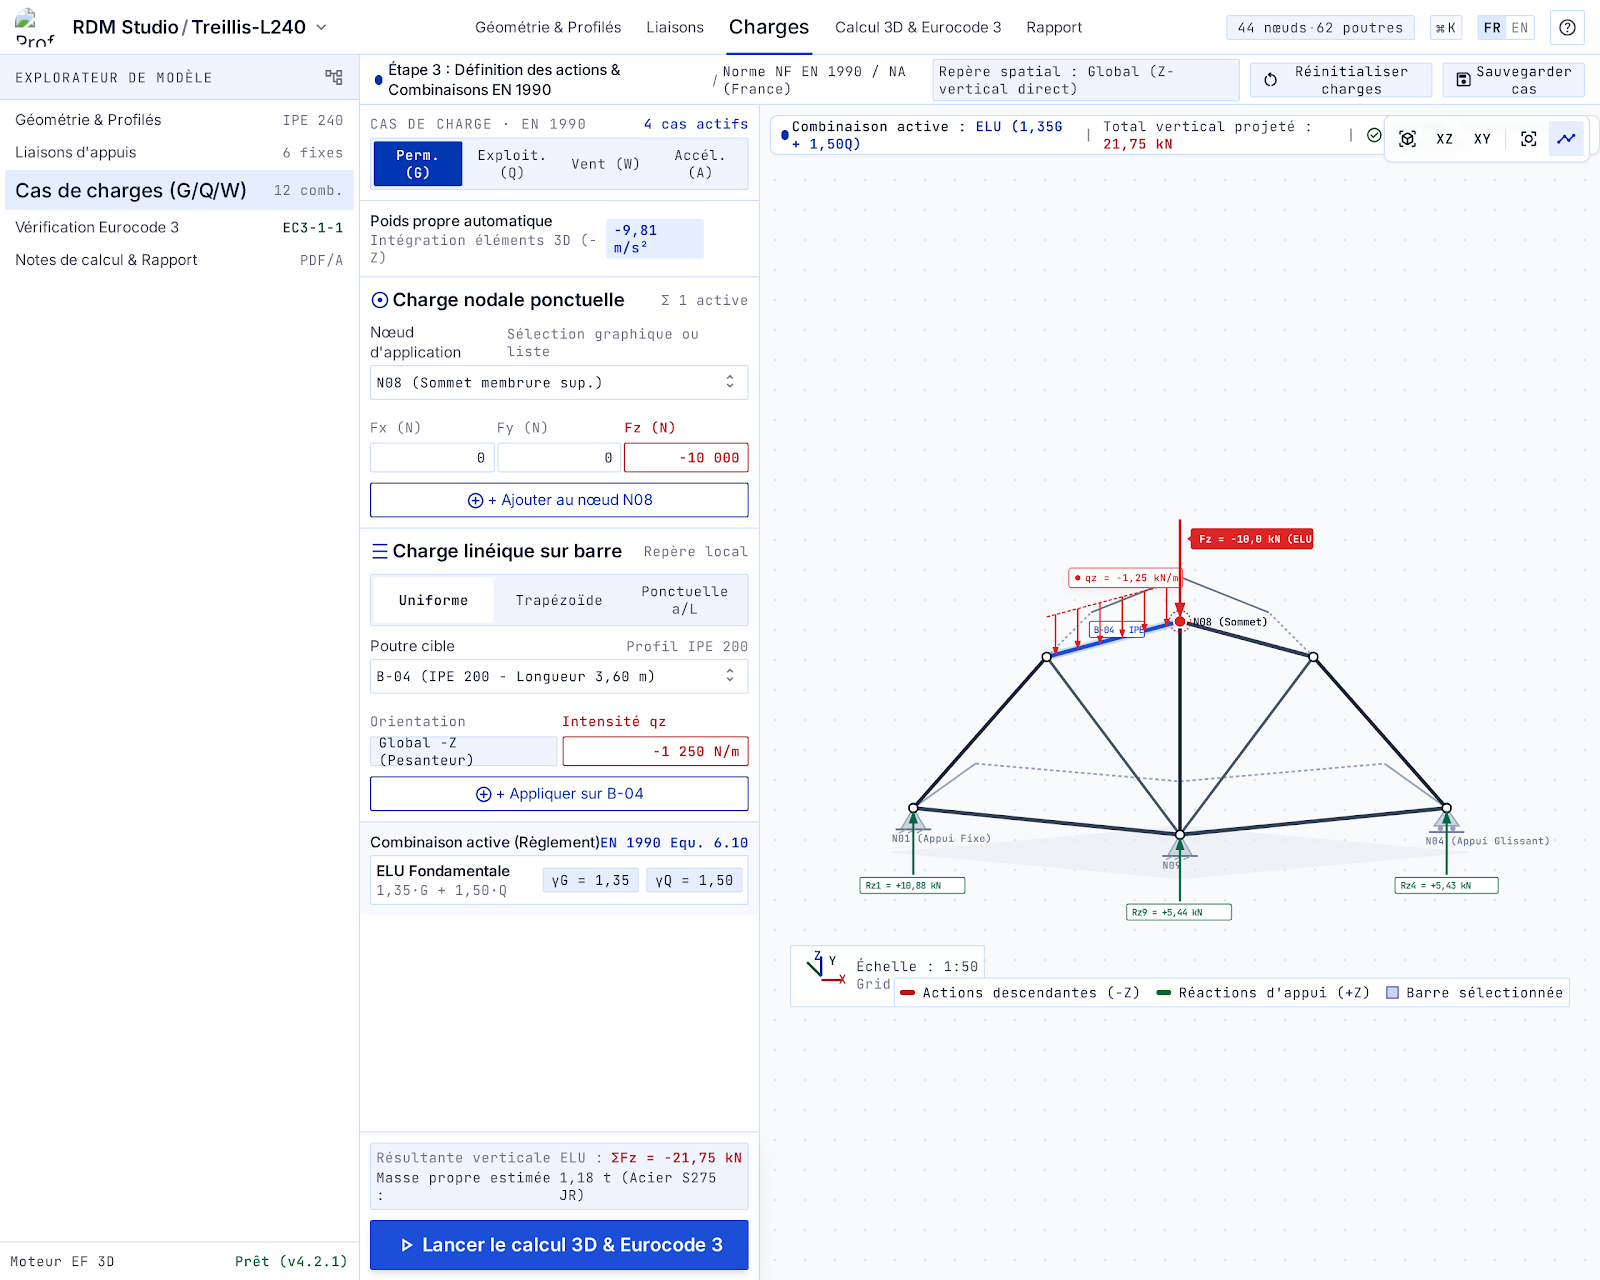 Prof
RDM Studio / Treillis-L240
Géométrie & Profilés
Liaisons
Charges
Calcul 3D & Eurocode 3
Rapport
44 nœuds·62 poutres
⌘K
FR EN
EXPLORATEUR DE MODÈLE
Géométrie & Profilés IPE 240
Liaisons d'appuis 6 fixes
Cas de charges (G/Q/W) 12 comb.
Vérification Eurocode 3 EC3-1-1
Notes de calcul & Rapport PDF/A
Moteur EF 3D Prêt (v4.2.1)
Étape 3 : Définition des actions &
Combinaisons EN 1990
/ Norme NF EN 1990 / NA
(France)
Repère spatial : Global (Z-
vertical direct)
Réinitialiser
charges
Sauvegarder
cas
CAS DE CHARGE · EN 1990 4 cas actifs
Perm.
(G)
Exploit.
(Q)
Vent (W)
Accél.
(A)
Poids propre automatique
Intégration éléments 3D (-
Z)
-9,81
m/s²
Charge nodale ponctuelle Σ 1 active
Nœud
d'application
Sélection graphique ou
liste
N08 (Sommet membrure sup.)
Fx (N) Fy (N) Fz (N)
0 0 -10 000
+ Ajouter au nœud N08
Charge linéique sur barre Repère local
Uniforme
Trapézoïde
Ponctuelle
a/L
Poutre cible Profil IPE 200
B-04 (IPE 200 - Longueur 3,60 m)
Orientation Intensité qz
Global -Z
(Pesanteur)
-1 250 N/m
+ Appliquer sur B-04
Combinaison active (Règlement) EN 1990 Equ. 6.10
ELU Fondamentale
1,35·G + 1,50·Q
γG = 1,35 γQ = 1,50
Résultante verticale ELU : ΣFz = -21,75 kN
Masse propre estimée
:
1,18 t (Acier S275
JR)
Lancer le calcul 3D & Eurocode 3
Combinaison active : ELU (1,35G
+ 1,50Q)
|
Total vertical projeté :
21,75 kN
|
XZ
XY
Fz = -10,0 kN (ELU
qz = -1,25 kN/m
B-04 IPE
N08 (Sommet)
N01 (Appui Fixe)
N09
N04 (Appui Glissant)
Rz1 = +10,88 kN
Rz4 = +5,43 kN
Rz9 = +5,44 kN
Z Y
X
Échelle : 1:50
Grid
Actions descendantes (-Z)
Réactions d'appui (+Z)
Barre sélectionnée